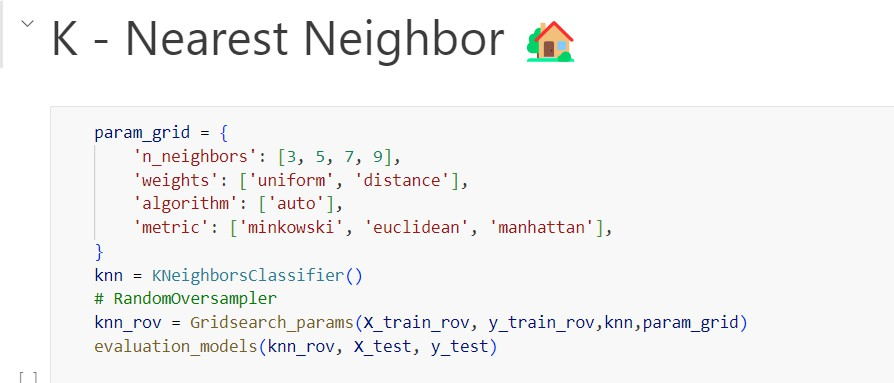 K - Nearest Neighbor 🏡
param_grid = {
    'n_neighbors': [3, 5, 7, 9],
    'weights': ['uniform', 'distance'],
    'algorithm': ['auto'],
    'metric': ['minkowski', 'euclidean', 'manhattan'],
}
knn = KNeighborsClassifier()
# RandomOversampler
knn_rov = Gridsearch_params(X_train_rov, y_train_rov,knn,param_grid)
evaluation_models(knn_rov, X_test, y_test)
[ ]